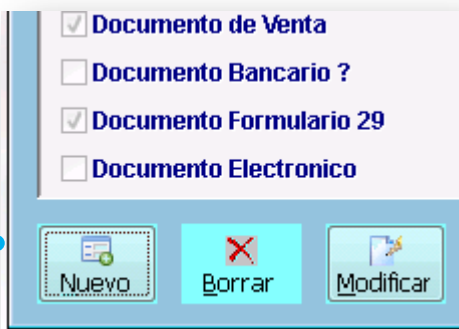 Documento de Venta
Documento Bancario ?
Documento Formulario 29
Documento Electronico
Nuevo Borrar Modificar